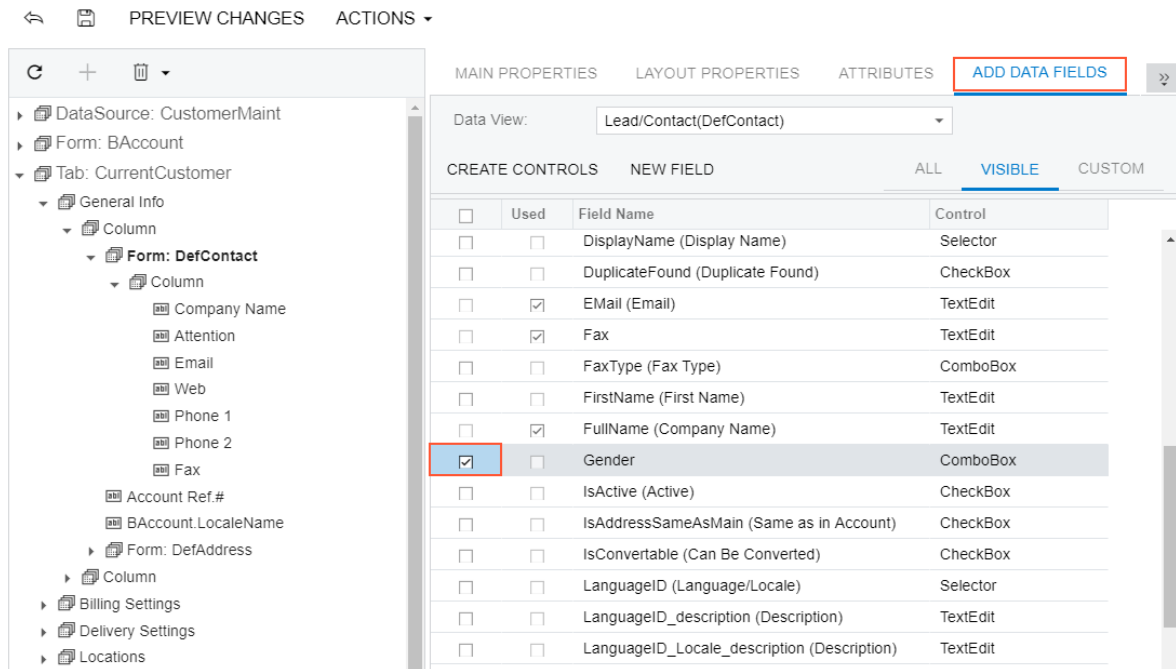 PREVIEW CHANGES ACTIONS
MAIN PROPERTIES LAYOUT PROPERTIES ATTRIBUTES ADD DATA FIELDS
DataSource: CustomerMaint
Form: BAccount
Tab: CurrentCustomer
General Info
Column
Form: DefContact
Column
Company Name
Attention
Email
Web
Phone 1
Phone 2
Fax
Account Ref.#
BAccount.LocaleName
Form: DefAddress
Column
Billing Settings
Delivery Settings
Locations
Data View: Lead/Contact(DefContact)
CREATE CONTROLS NEW FIELD ALL VISIBLE CUSTOM
Used Field Name Control
DisplayName (Display Name) Selector
DuplicateFound (Duplicate Found) CheckBox
EMail (Email) TextEdit
Fax TextEdit
FaxType (Fax Type) ComboBox
FirstName (First Name) TextEdit
FullName (Company Name) TextEdit
Gender ComboBox
IsActive (Active) CheckBox
IsAddressSameAsMain (Same as in Account) CheckBox
IsConvertable (Can Be Converted) CheckBox
LanguageID (Language/Locale) Selector
LanguageID_description (Description) TextEdit
LanguageID_Locale_description (Description) TextEdit